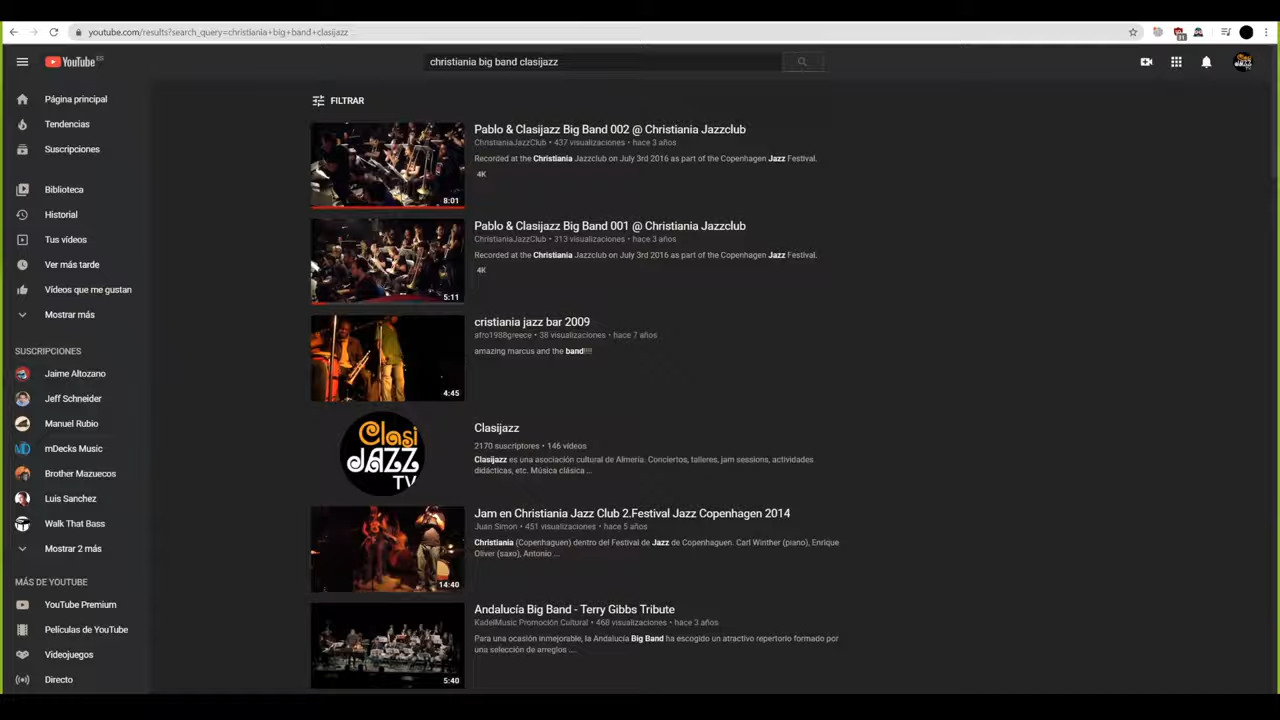 youtube.com/results?search_query=christiania+big+band+clasijazz
YouTube ES
christiania big band clasijazz
Página principal
Tendencias
Suscripciones
Biblioteca
Historial
Tus vídeos
Ver más tarde
Vídeos que me gustan
Mostrar más
SUSCRIPCIONES
Jaime Altozano
Jeff Schneider
Manuel Rubio
mDecks Music
Brother Mazuecos
Luis Sanchez
Walk That Bass
Mostrar 2 más
MÁS DE YOUTUBE
YouTube Premium
Películas de YouTube
Videojuegos
Directo
FILTRAR
8:01
Pablo & Clasijazz Big Band 002 @ Christiania Jazzclub
ChristianiaJazzClub • 437 visualizaciones • hace 3 años
Recorded at the Christiania Jazzclub on July 3rd 2016 as part of the Copenhagen Jazz Festival.
4K
5:11
Pablo & Clasijazz Big Band 001 @ Christiania Jazzclub
ChristianiaJazzClub • 313 visualizaciones • hace 3 años
Recorded at the Christiania Jazzclub on July 3rd 2016 as part of the Copenhagen Jazz Festival.
4K
4:45
cristiania jazz bar 2009
afro1988greece • 38 visualizaciones • hace 7 años
amazing marcus and the band!!!!
Clasi
JAZZ
TV
Clasijazz
2170 suscriptores • 146 vídeos
Clasijazz es una asociación cultural de Almería. Conciertos, talleres, jam sessions, actividades
didácticas, etc. Música clásica ...
14:40
Jam en Christiania Jazz Club 2.Festival Jazz Copenhagen 2014
Juan Simon • 451 visualizaciones • hace 5 años
Christiania (Copenhaguen) dentro del Festival de Jazz de Copenhaguen. Carl Winther (piano), Enrique
Oliver (saxo), Antonio ...
5:40
Andalucía Big Band - Terry Gibbs Tribute
KadelMusic Promoción Cultural • 468 visualizaciones • hace 3 años
Para una ocasión inmejorable, la Andalucía Big Band ha escogido un atractivo repertorio formado por
una selección de arreglos ....